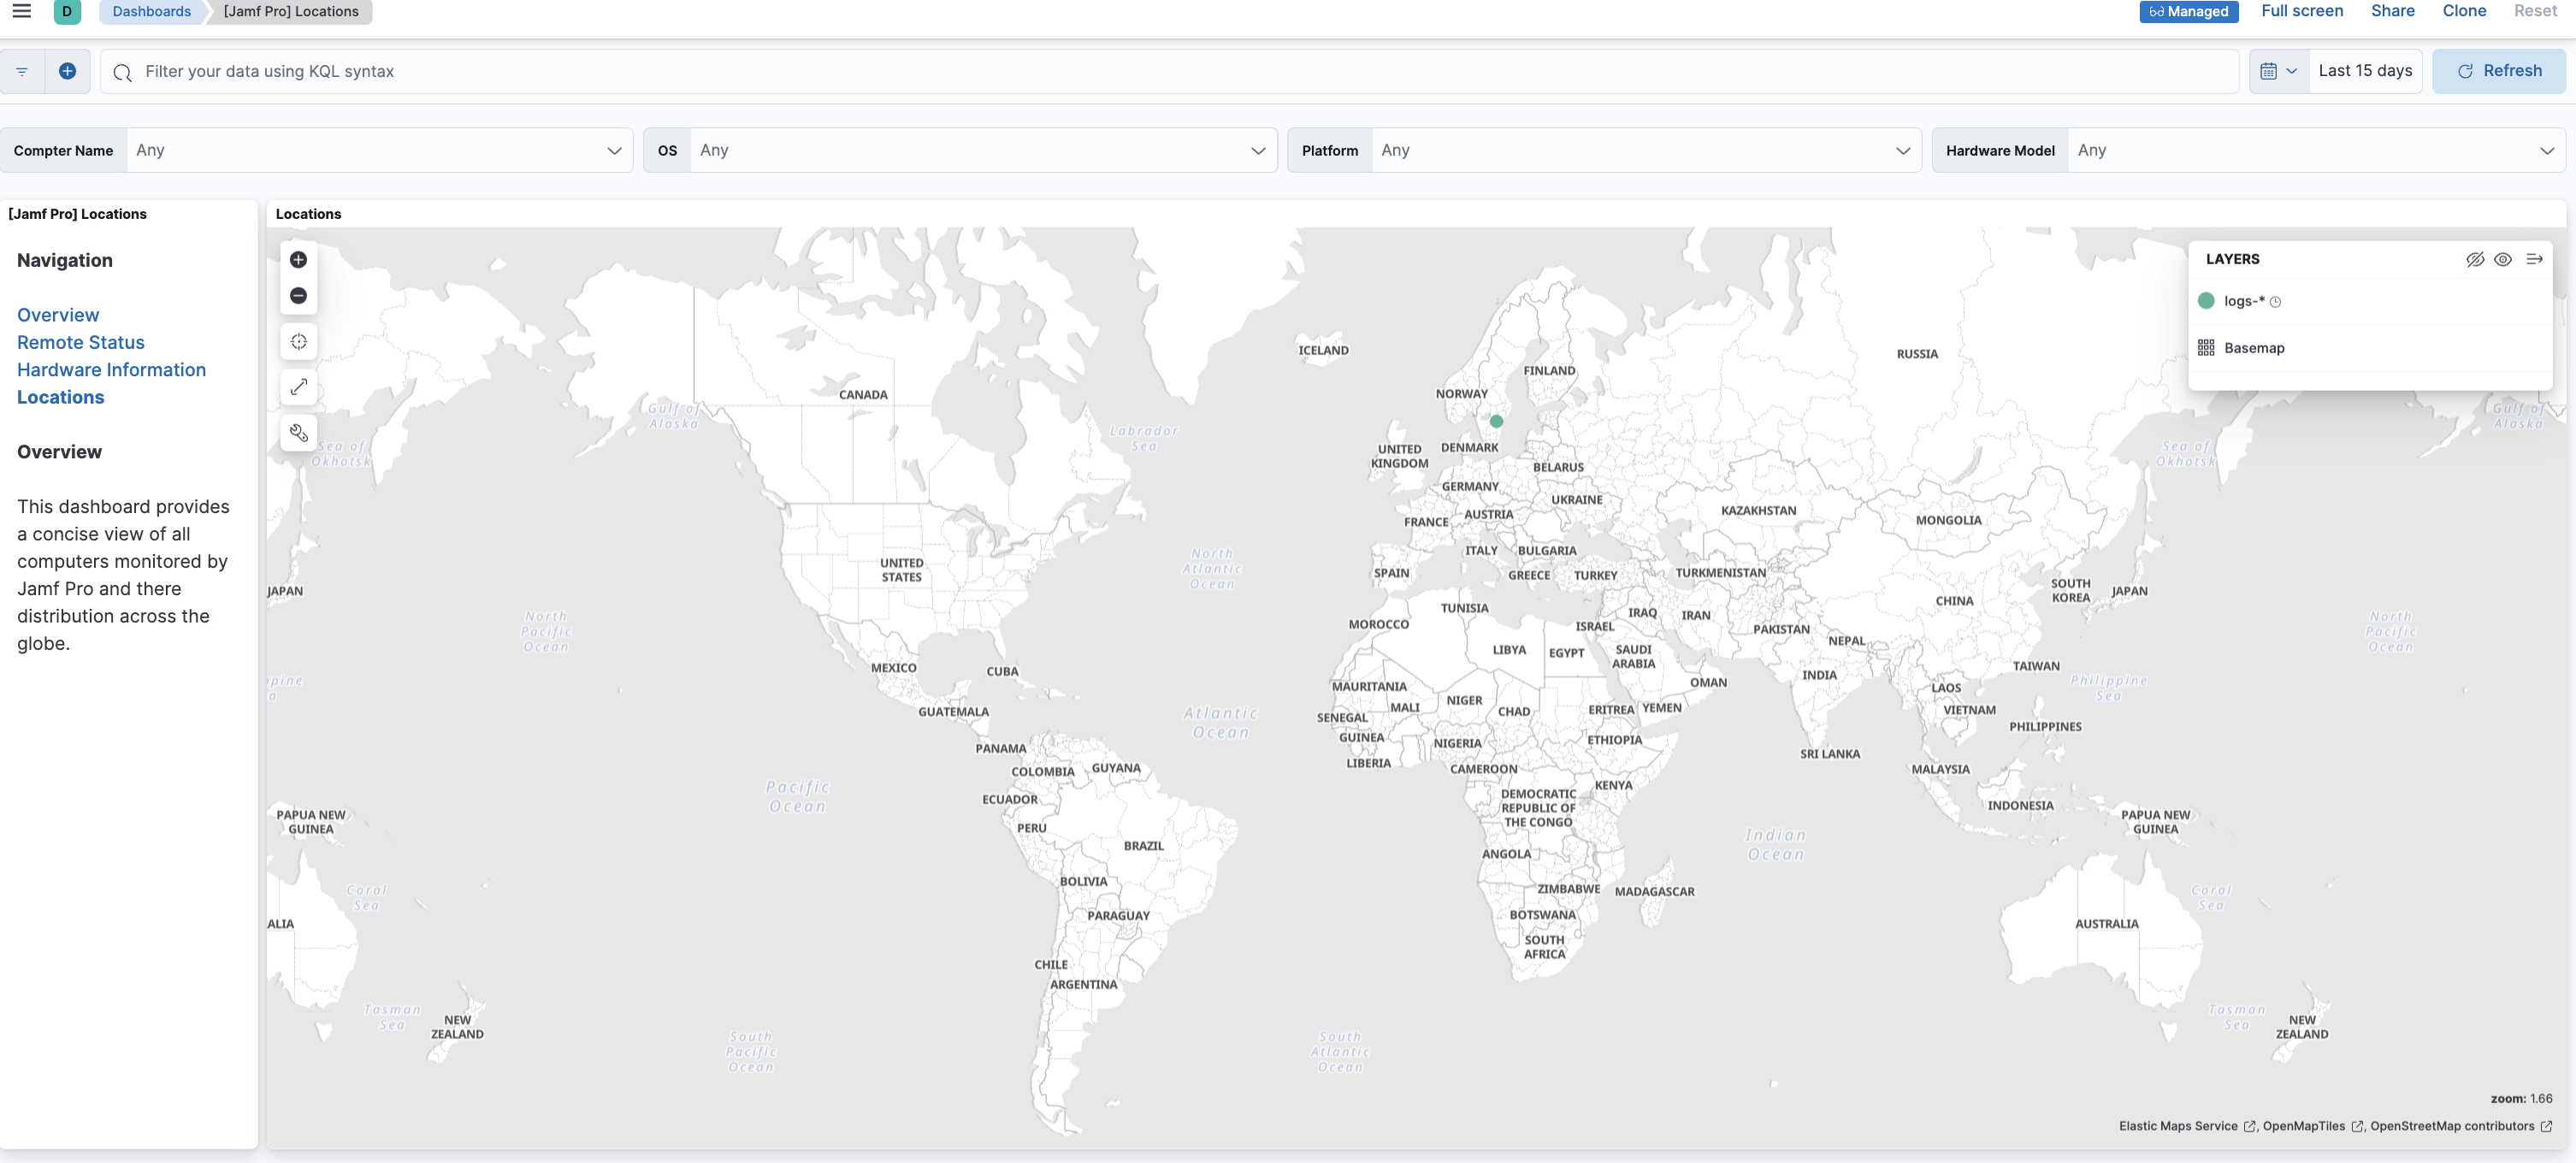 D
Dashboards
[Jamf Pro] Locations
Managed
Full screen
Share
Clone
Reset
Filter your data using KQL syntax
Last 15 days
Refresh
Compter Name
Any
OS
Any
Platform
Any
Hardware Model
Any
[Jamf Pro] Locations
Navigation
Overview
Remote Status
Hardware Information
Locations
Overview
This dashboard provides
a concise view of all
computers monitored by
Jamf Pro and there
distribution across the
globe.
Locations
LAYERS
logs-*
Basemap
ICELAND
RUSSIA
FINLAND
NORWAY
CANADA
Gulf of
Alaska
Gulf of
Alaska
Labrador
Sea
Sea of
Okhotsk
Sea of
Okhotsk
UNITED
KINGDOM
DENMARK
BELARUS
GERMANY
UKRAINE
KAZAKHSTAN
MONGOLIA
FRANCE
AUSTRIA
ITALY
BULGARIA
UNITED
STATES
North
Atlantic
Ocean
SPAIN
GREECE
TURKEY
TURKMENISTAN
SOUTH
KOREA
JAPAN
JAPAN
CHINA
TUNISIA
IRAQ
IRAN
MOROCCO
ISRAEL
PAKISTAN
NEPAL
North
Pacific
Ocean
North
Pacific
Ocean
LIBYA
EGYPT
SAUDI
ARABIA
MEXICO
CUBA
TAIWAN
INDIA
OMAN
pine
a
Philippine
Sea
MAURITANIA
MALI
NIGER
CHAD
ERITREA
YEMEN
LAOS
VIETNAM
GUATEMALA
SENEGAL
Atlantic
Ocean
PHILIPPINES
GUINEA
NIGERIA
ETHIOPIA
PANAMA
LIBERIA
SRI LANKA
COLOMBIA
GUYANA
CAMEROON
MALAYSIA
KENYA
Pacific
Ocean
ECUADOR
DEMOCRATIC
REPUBLIC OF
THE CONGO
INDONESIA
PAPUA NEW
GUINEA
PAPUA NEW
GUINEA
PERU
BRAZIL
Indian
Ocean
ANGOLA
BOLIVIA
ZIMBABWE
MADAGASCAR
Coral
Sea
Coral
Sea
PARAGUAY
BOTSWANA
ALIA
AUSTRALIA
SOUTH
AFRICA
CHILE
ARGENTINA
Tasman
Sea
Tasman
Sea
NEW
ZEALAND
NEW
ZEALAND
South
Pacific
Ocean
South
Atlantic
Ocean
zoom: 1.66
Elastic Maps Service , OpenMapTiles , OpenStreetMap contributors